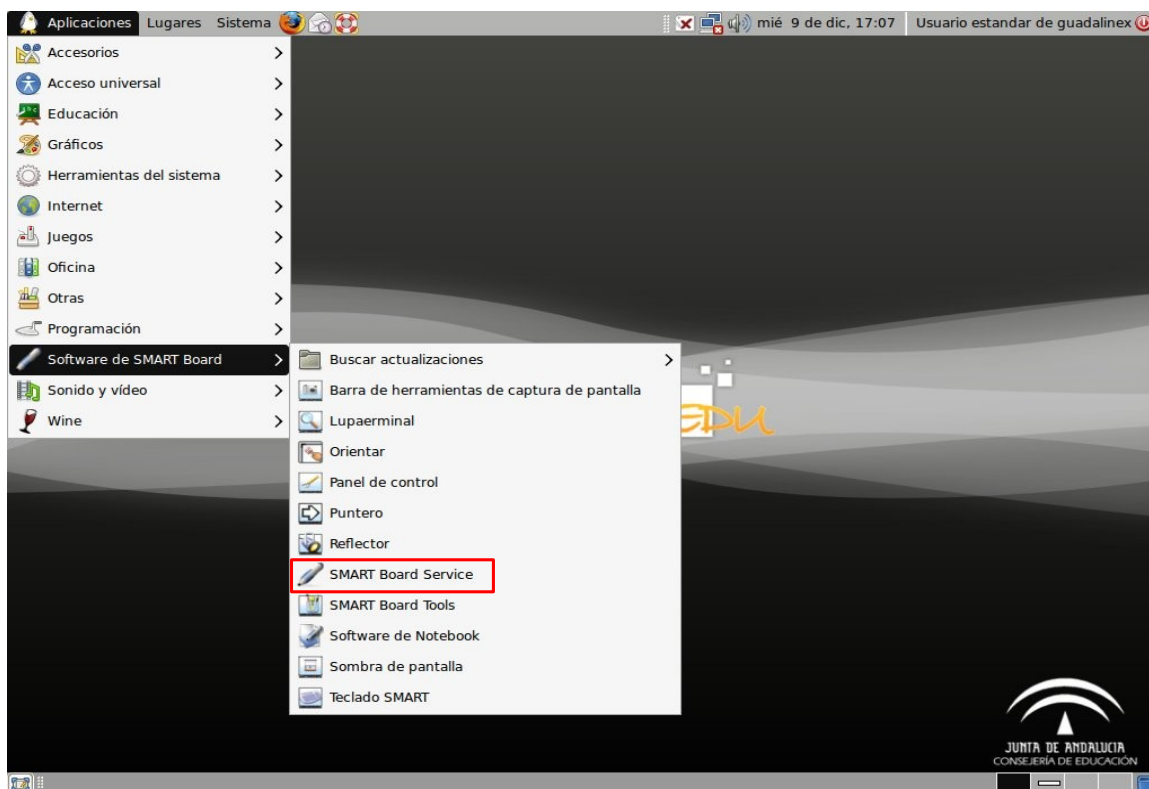 Aplicaciones Lugares Sistema mié 9 de dic, 17:07 Usuario estandar de guadalinex
Accesorios
Acceso universal
Educación
Gráficos
Herramientas del sistema
Internet
Juegos
Oficina
Otras
Programación
Software de SMART Board
Sonido y vídeo
Wine
Buscar actualizaciones
Barra de herramientas de captura de pantalla
Lupaerminal
Orientar
Panel de control
Puntero
Reflector
SMART Board Service
SMART Board Tools
Software de Notebook
Sombra de pantalla
Teclado SMART
EDU
JUNTA DE ANDALUCIA
CONSEJERÍA DE EDUCACIÓN